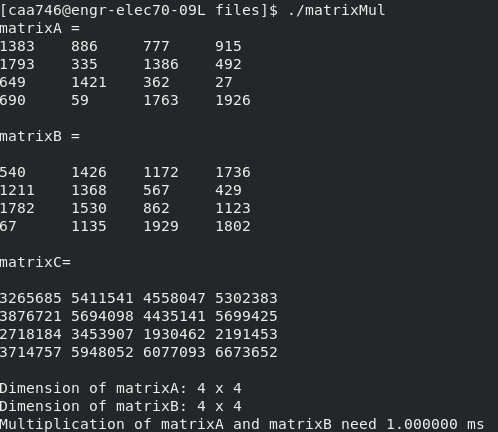 [caa746@engr-elec70-09L files]$ ./matrixMul
matrixA =
1383 886 777 915
1793 335 1386 492
649 1421 362 27
690 59 1763 1926
matrixB =
540 1426 1172 1736
1211 1368 567 429
1782 1530 862 1123
67 1135 1929 1802
matrixC=
3265685 5411541 4558047 5302383
3876721 5694098 4435141 5699425
2718184 3453907 1930462 2191453
3714757 5948052 6077093 6673652
Dimension of matrixA: 4 x 4
Dimension of matrixB: 4 x 4
Multiplication of matrixA and matrixB need 1.000000 ms